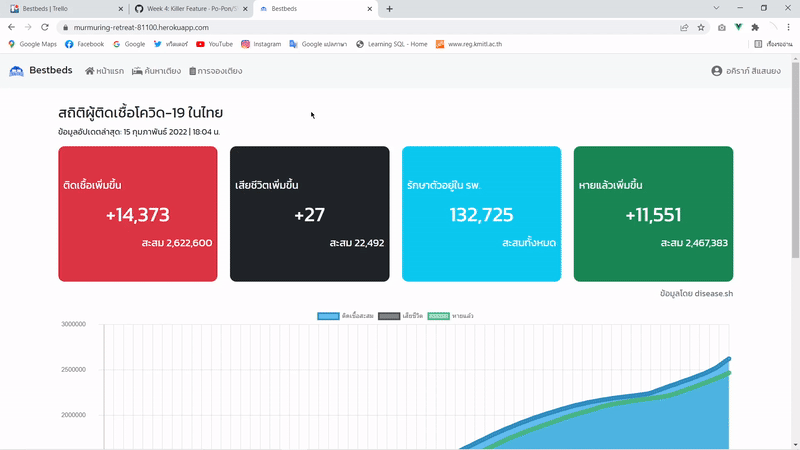 Bestbeds | Trello
Week 4: Killer Feature · Po-Pon/
Bestbeds
murmuring-retreat-81100.herokuapp.com
Google Maps
Facebook
Google
ทวิตเตอร์
YouTube
Instagram
Google แปลภาษา
Learning SQL - Home
www.reg.kmitl.ac.th
เรื่องรออ่าน
Bestbeds
หน้าแรก
ค้นหาเตียง
การจองเตียง
อคิราภ์ สีแสนยง
สถิติผู้ติดเชื้อโควิด-19 ในไทย
ข้อมูลอัปเดตล่าสุด: 15 กุมภาพันธ์ 2022 | 18:04 น.
ติดเชื้อเพิ่มขึ้น
+14,373
สะสม 2,622,600
เสียชีวิตเพิ่มขึ้น
+27
สะสม 22,492
รักษาตัวอยู่ใน รพ.
132,725
สะสมทั้งหมด
หายแล้วเพิ่มขึ้น
+11,551
สะสม 2,467,383
ข้อมูลโดย disease.sh
ติดเชื้อสะสม
เสียชีวิต
หายแล้ว
3000000
2500000
2000000